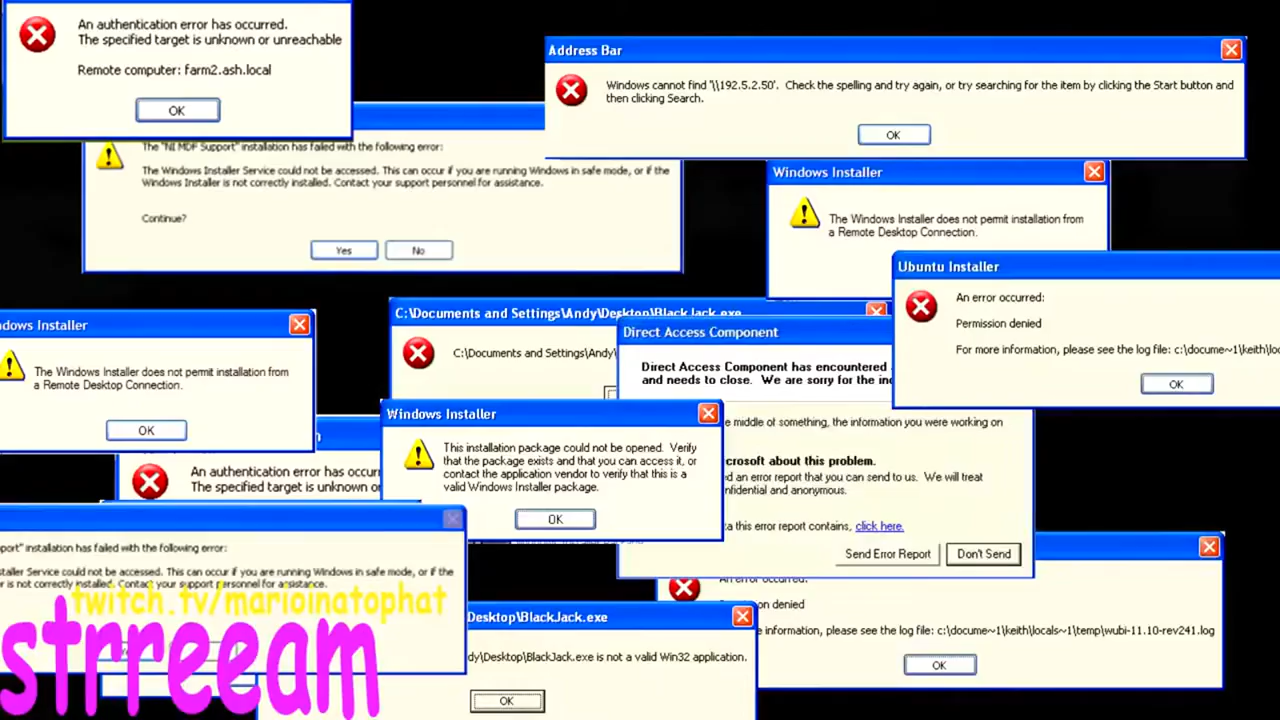 An authentication error has occurred.
The specified target is unknown or unreachable
Remote computer: farm2.ash.local
OK
Address Bar
Windows cannot find '\\192.5.2.50'. Check the spelling and try again, or try searching for the item by clicking the Start button and
then clicking Search.
OK
The "NI MDF Support" installation has failed with the following error:
The Windows Installer Service could not be accessed. This can occur if you are running Windows in safe mode, or if the
Windows Installer is not correctly installed. Contact your support personnel for assistance.
Continue?
Yes
No
Windows Installer
The Windows Installer does not permit installation from
a Remote Desktop Connection.
Ubuntu Installer
An error occurred:
Permission denied
For more information, please see the log file: c:\docume~1\keith\loc
OK
dows Installer
The Windows Installer does not permit installation from
a Remote Desktop Connection.
OK
C:\Documents and Settings\Andy\Desktop\BlackJack.exe
C:\Documents and Settings\Andy\
Direct Access Component
Direct Access Component has encountered a
and needs to close. We are sorry for the inc
e middle of something, the information you were working on
crosoft about this problem.
d an error report that you can send to us. We will treat
nfidential and anonymous.
ta this error report contains, click here.
Send Error Report
Don't Send
Windows Installer
This installation package could not be opened. Verify
that the package exists and that you can access it, or
contact the application vendor to verify that this is a
valid Windows Installer package.
OK
An authentication error has occurr
The specified target is unknown or
port" installation has failed with the following error:
staller Service could not be accessed. This can occur if you are running Windows in safe mode, or if the
er is not correctly installed. Contact your support personnel for assistance.
twitch.tv/marioinatophat
strreeam
Desktop\BlackJack.exe
dy\Desktop\BlackJack.exe is not a valid Win32 application.
OK
An error occurred:
ion denied
e information, please see the log file: c:\docume~1\keith\locals~1\temp\wubi-11.10-rev241.log
OK